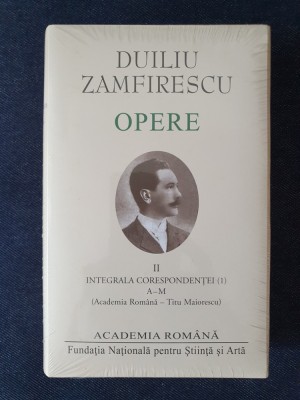 DUILIU
ZAMFIRESCU
OPERE
II
INTEGRALA CORESPONDENȚEI (1)
A–M
(Academia Română – Titu Maiorescu)
ACADEMIA ROMÂNĂ
Fundația Națională pentru Știință și Artă